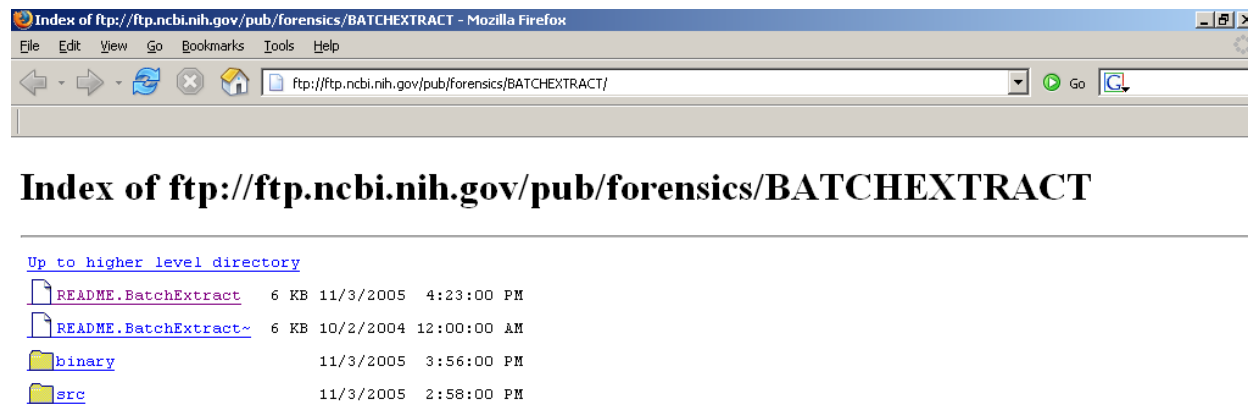 Index of ftp://ftp.ncbi.nih.gov/pub/forensics/BATCHEXTRACT - Mozilla Firefox
File Edit View Go Bookmarks Tools Help
ftp://ftp.ncbi.nih.gov/pub/forensics/BATCHEXTRACT/ Go G
Index of ftp://ftp.ncbi.nih.gov/pub/forensics/BATCHEXTRACT
Up to higher level directory
README.BatchExtract 6 KB 11/3/2005 4:23:00 PM
README.BatchExtract~ 6 KB 10/2/2004 12:00:00 AM
binary 11/3/2005 3:56:00 PM
src 11/3/2005 2:58:00 PM